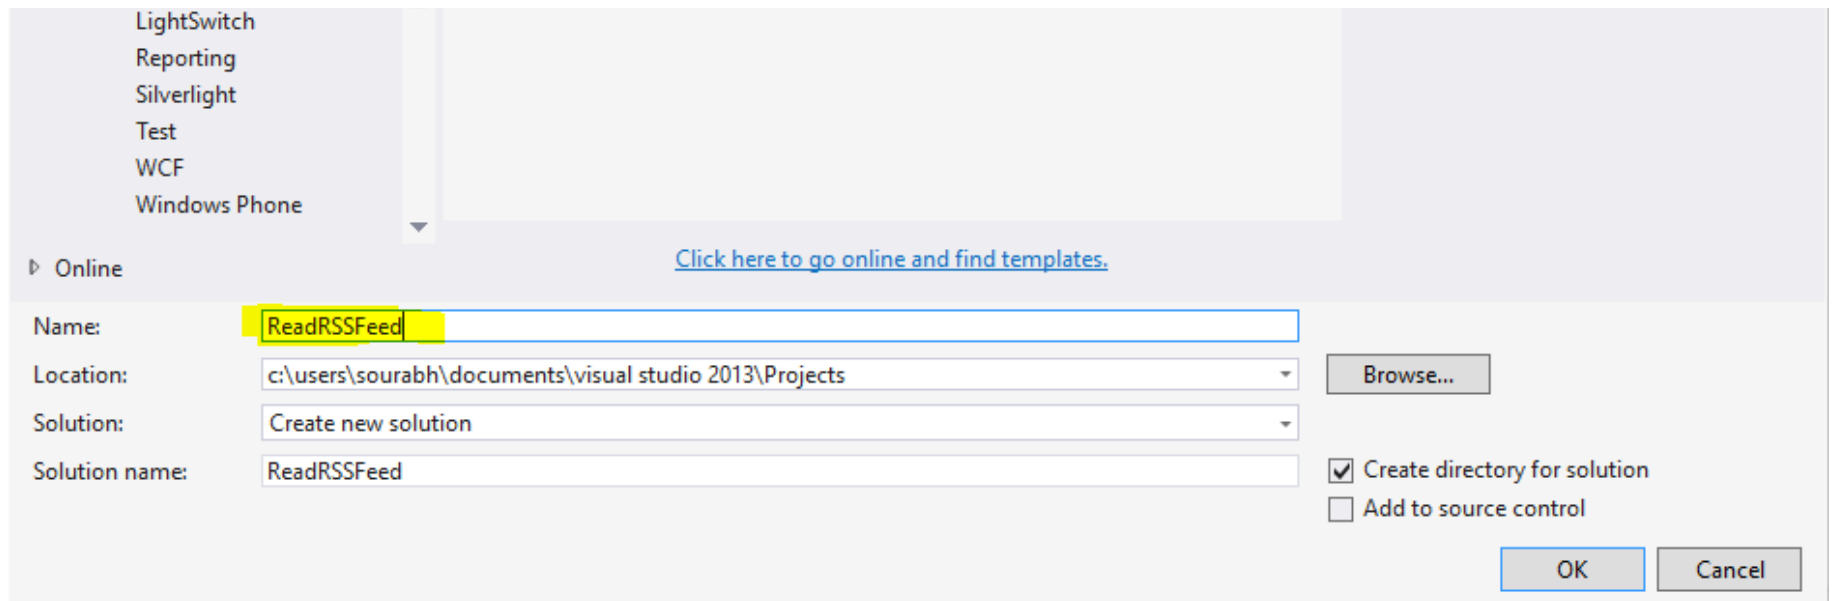 LightSwitch
Reporting
Silverlight
Test
WCF
Windows Phone
Online
Click here to go online and find templates.
Name: ReadRSSFeed
Location: c:\users\sourabh\documents\visual studio 2013\Projects Browse...
Solution: Create new solution
Solution name: ReadRSSFeed Create directory for solution
Add to source control
OK Cancel